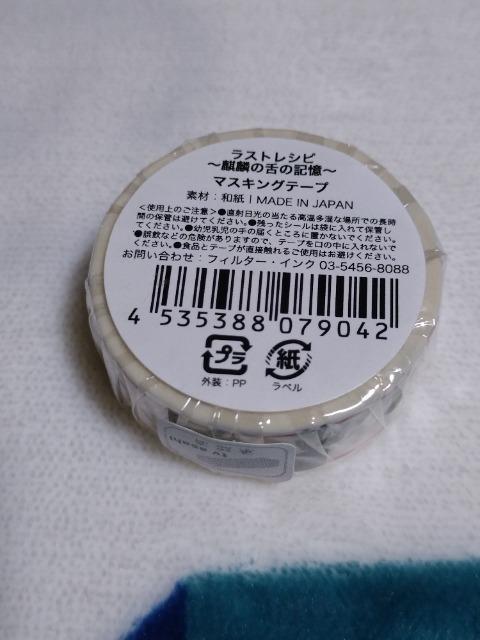 ラストレシピ
～麒麟の舌の記憶～
マスキングテープ
素材：和紙 | MADE IN JAPAN
＜使用上のご注意＞●直射日光の当たる高温多湿な場所での長時
間の保管は避けてください。●残ったシールは袋に入れて保管し
てください。●幼児乳児の手の届くところに置かないでください。
●誤飲などの危険がありますので、テープを口の中に入れないで
ください。●食品とテープが直接触れるご使用はお避けください。
お問い合わせ：フィルター・インク 03-5456-8088
4 535388 079042
プラ 紙
外装：PP ラベル
tv asahi